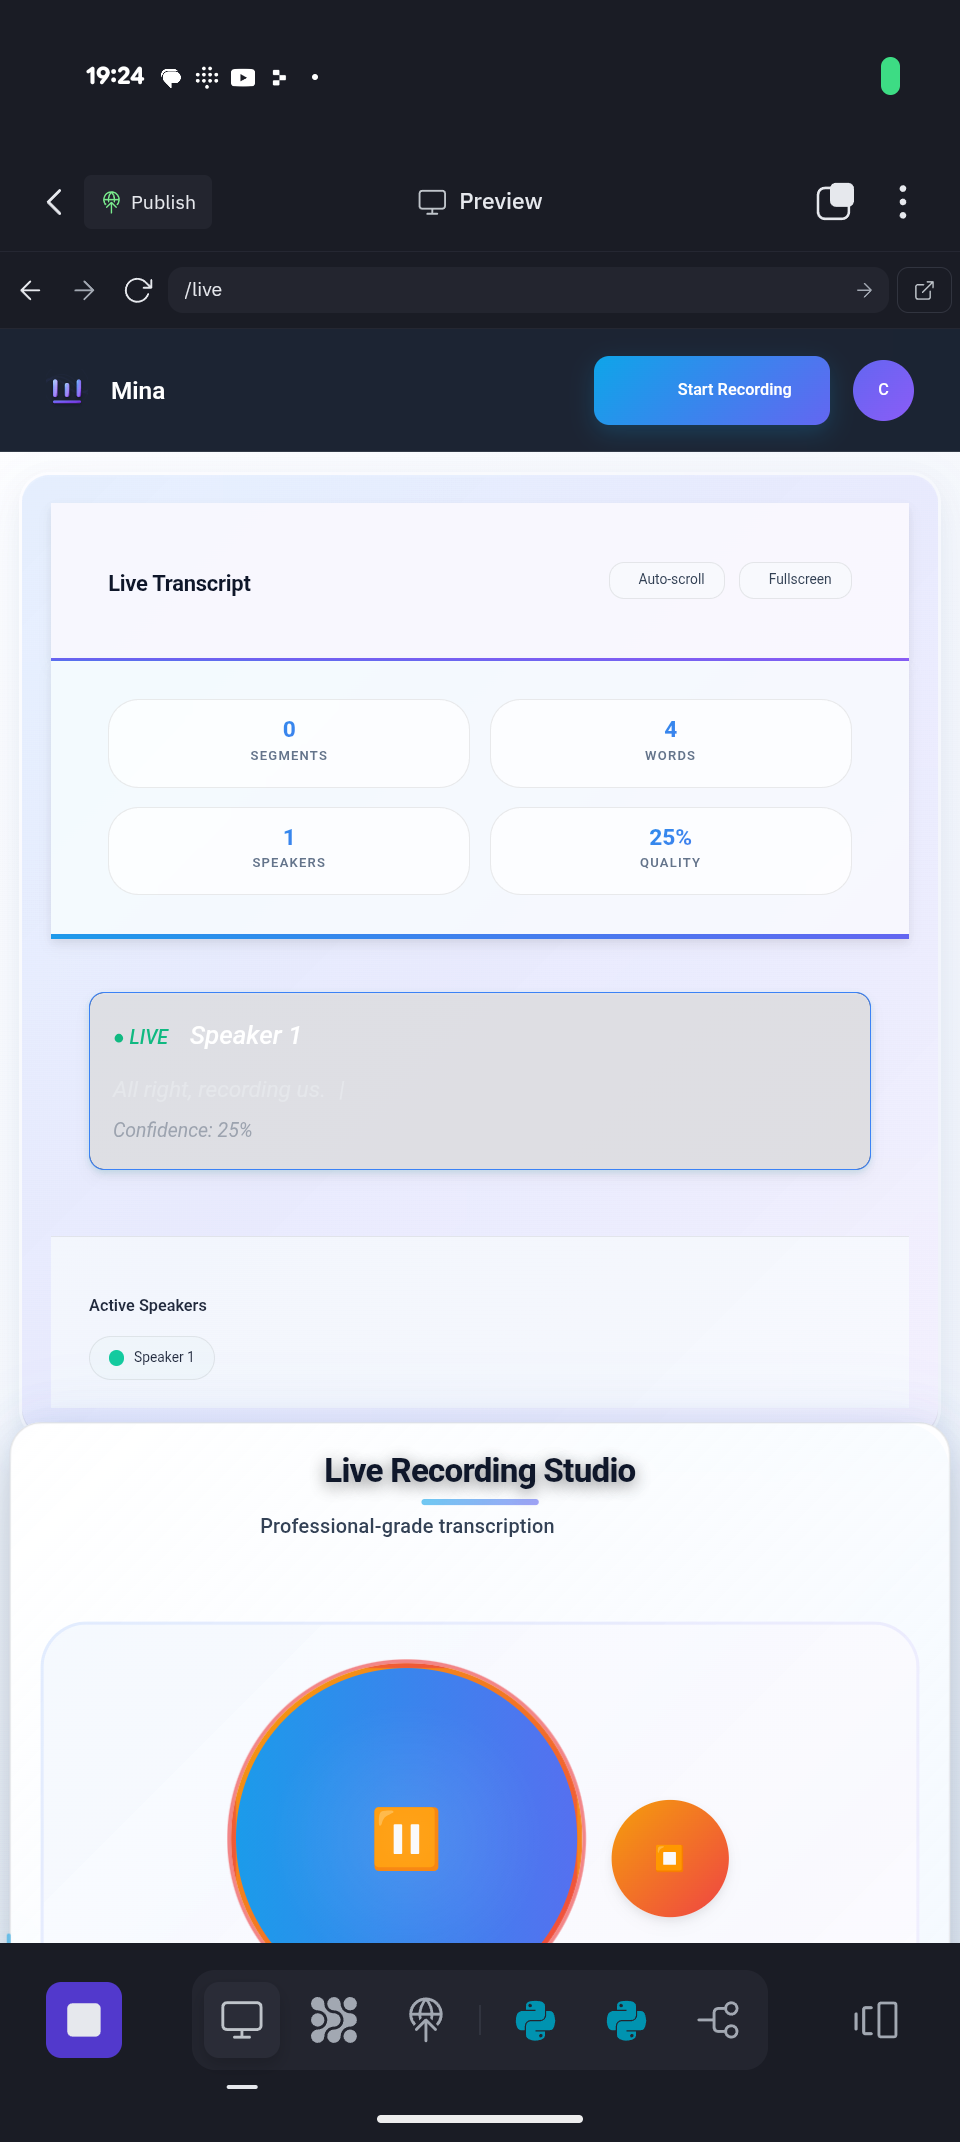 19:24
Publish
Preview
/live
Mina
Start Recording
C
Live Transcript
Auto-scroll
Fullscreen
0
SEGMENTS
4
WORDS
1
SPEAKERS
25%
QUALITY
● LIVE Speaker 1
All right, recording us. |
Confidence: 25%
Active Speakers
Speaker 1
Live Recording Studio
Professional-grade transcription